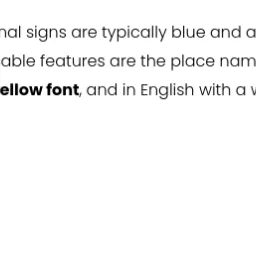 nal signs are typically blue and a
able features are the place nam
ellow font, and in English with a w